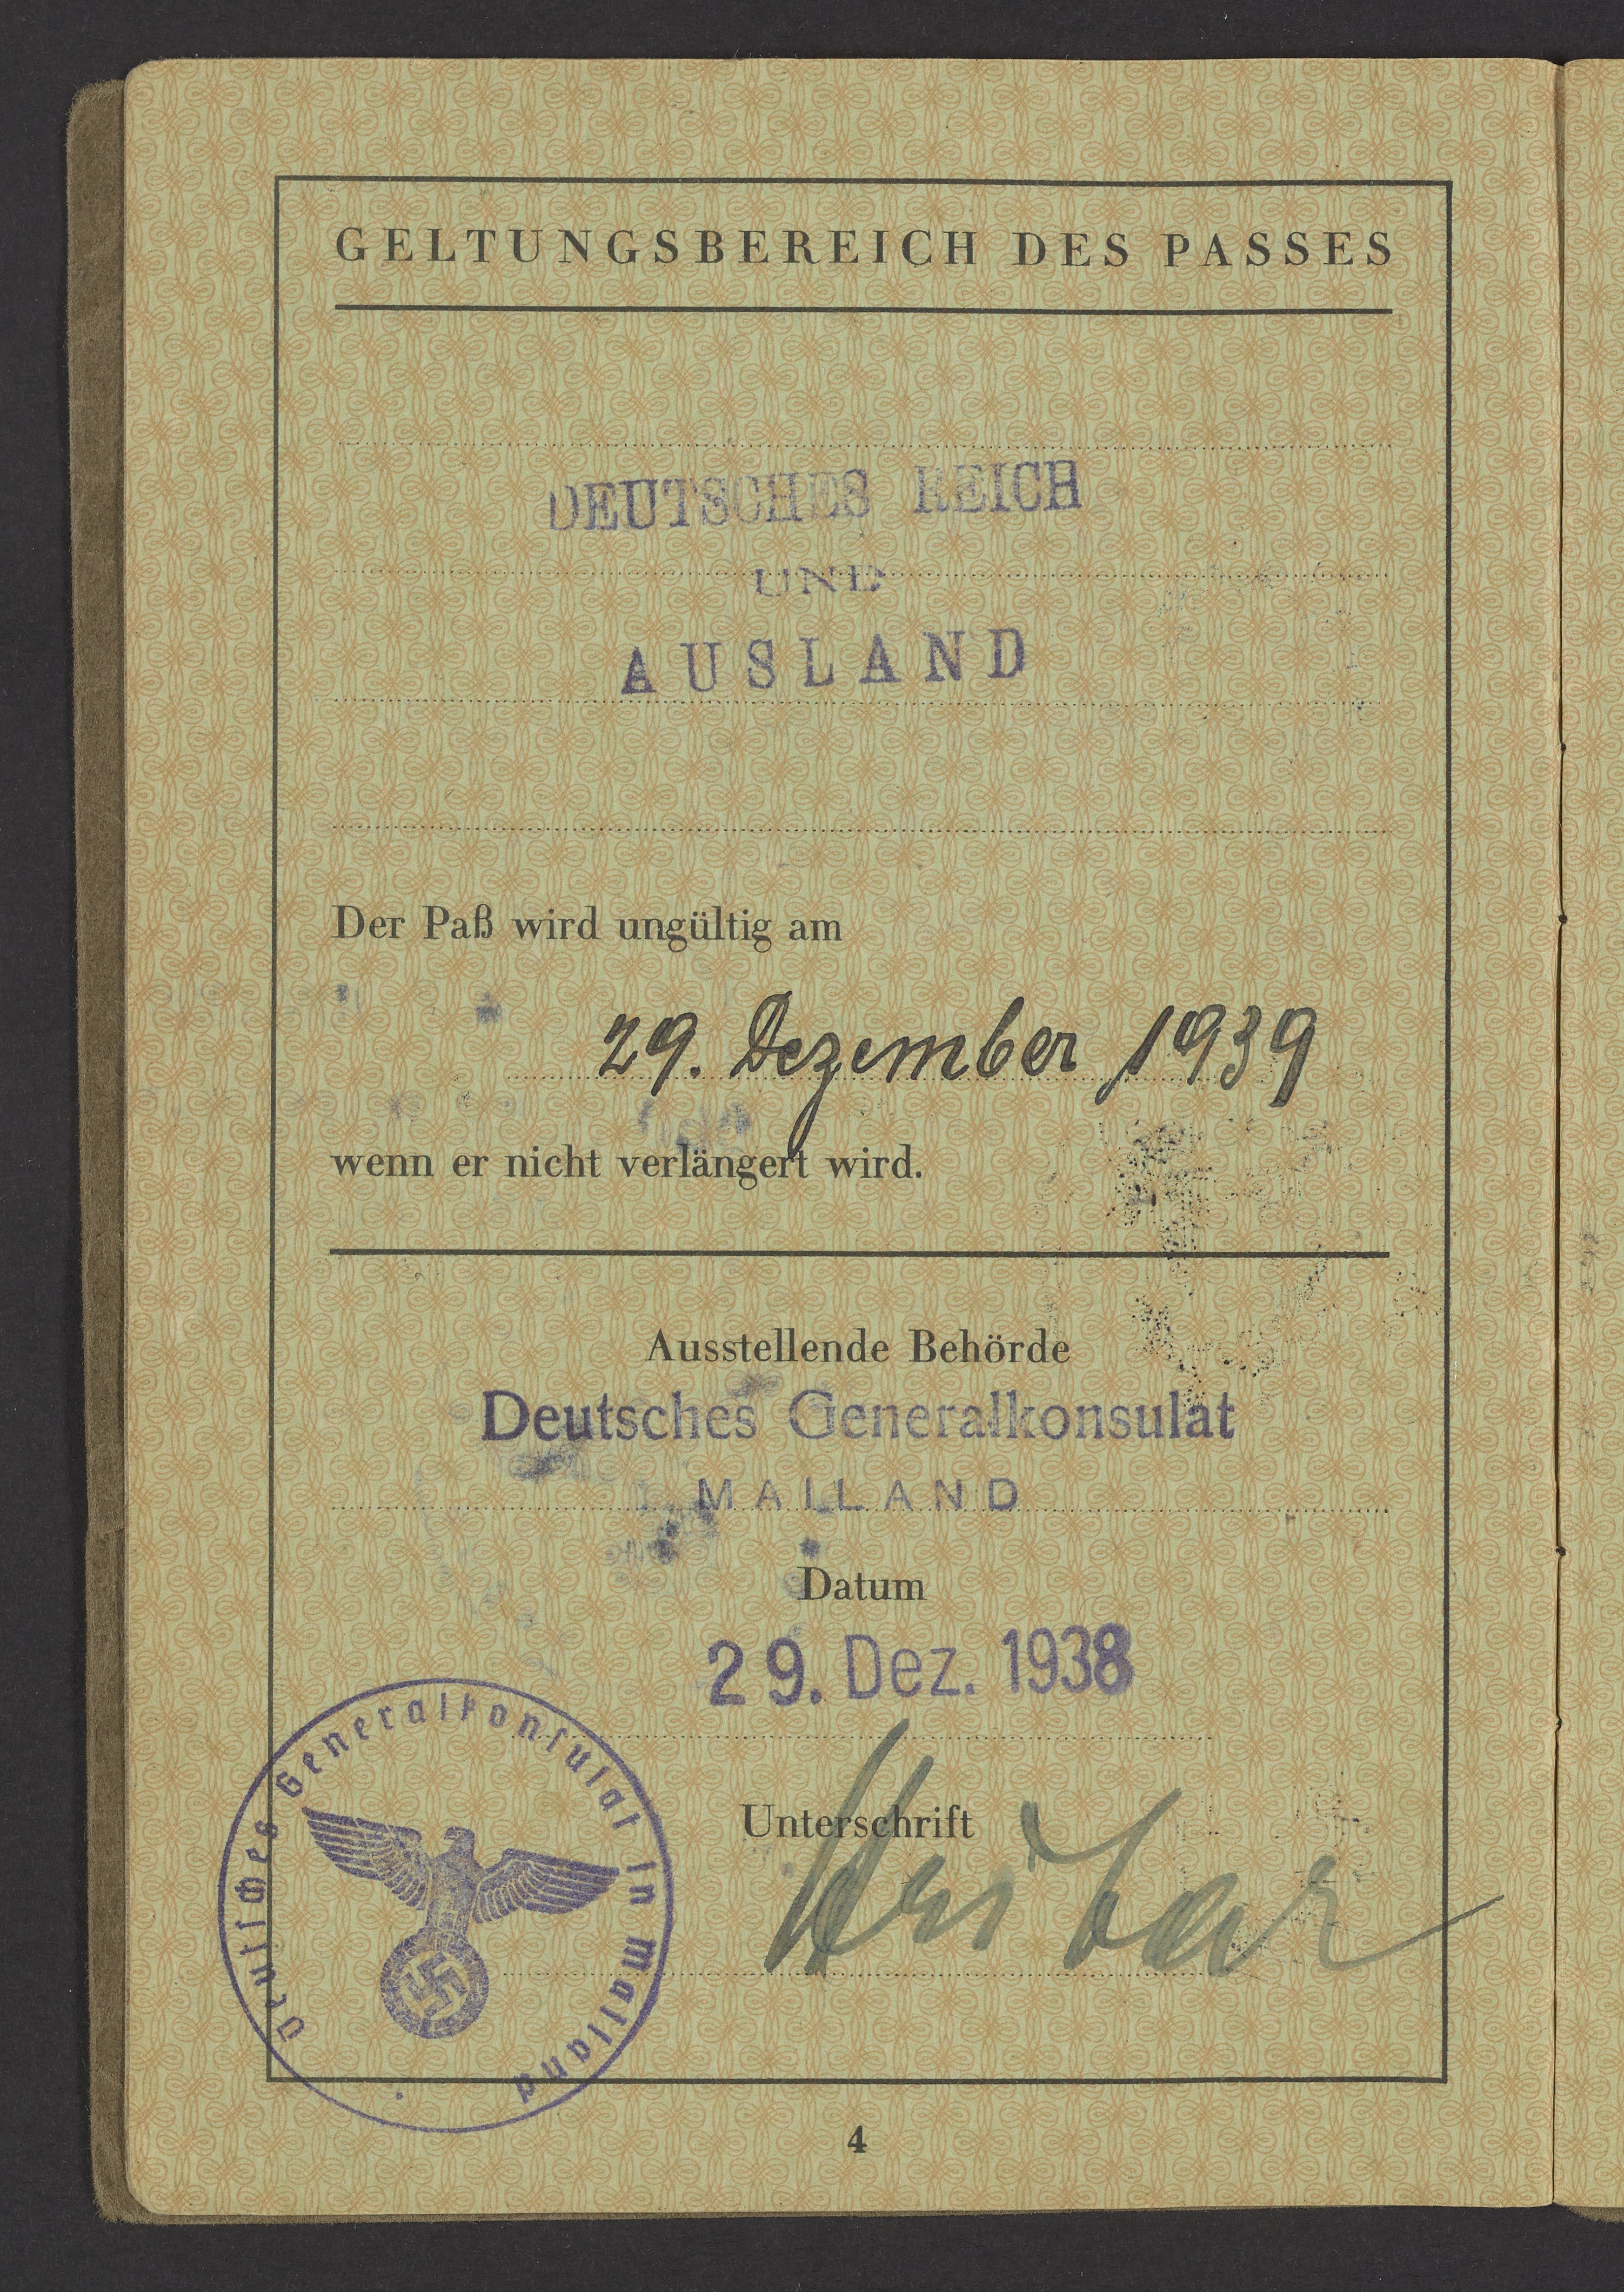 GELTUNGSBEREICH DES PASSES
DEUTSCHES REICH
UND
AUSLAND
Der Paß wird ungültig am
29. Dezember 1939
wenn er nicht verlängert wird.
Ausstellende Behörde
Deutsches Generalkonsulat
MAILAND
Datum
29. Dez. 1938
Unterschrift
Deutsches Generalkonsulat in Mailand
4